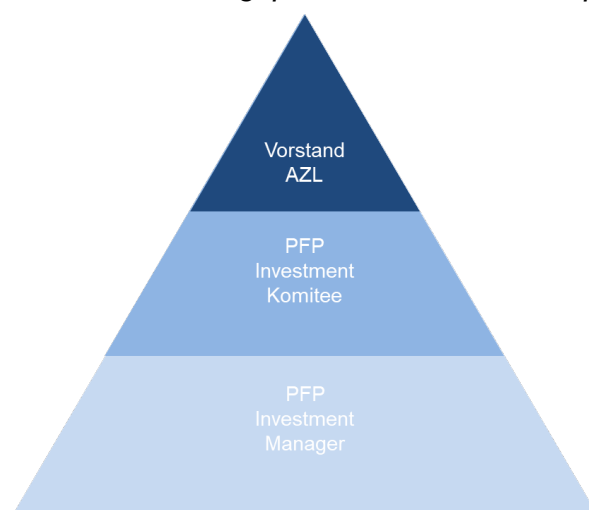 Vorstand
AZL
PFP
Investment
Komitee
PFP
Investment
Manager